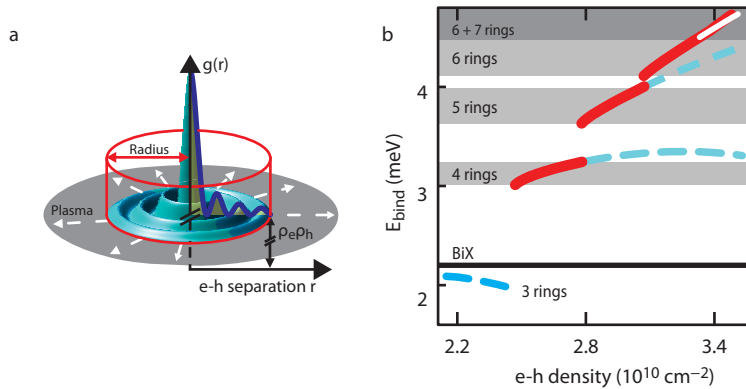 a
g(r)
Radius
Plasma
ρeρh
e-h separation r
b
6 + 7 rings
6 rings
5 rings
4 rings
BiX
3 rings
4
3
2
Ebind (meV)
2.2
2.8
3.4
e-h density (10¹⁰ cm⁻²)